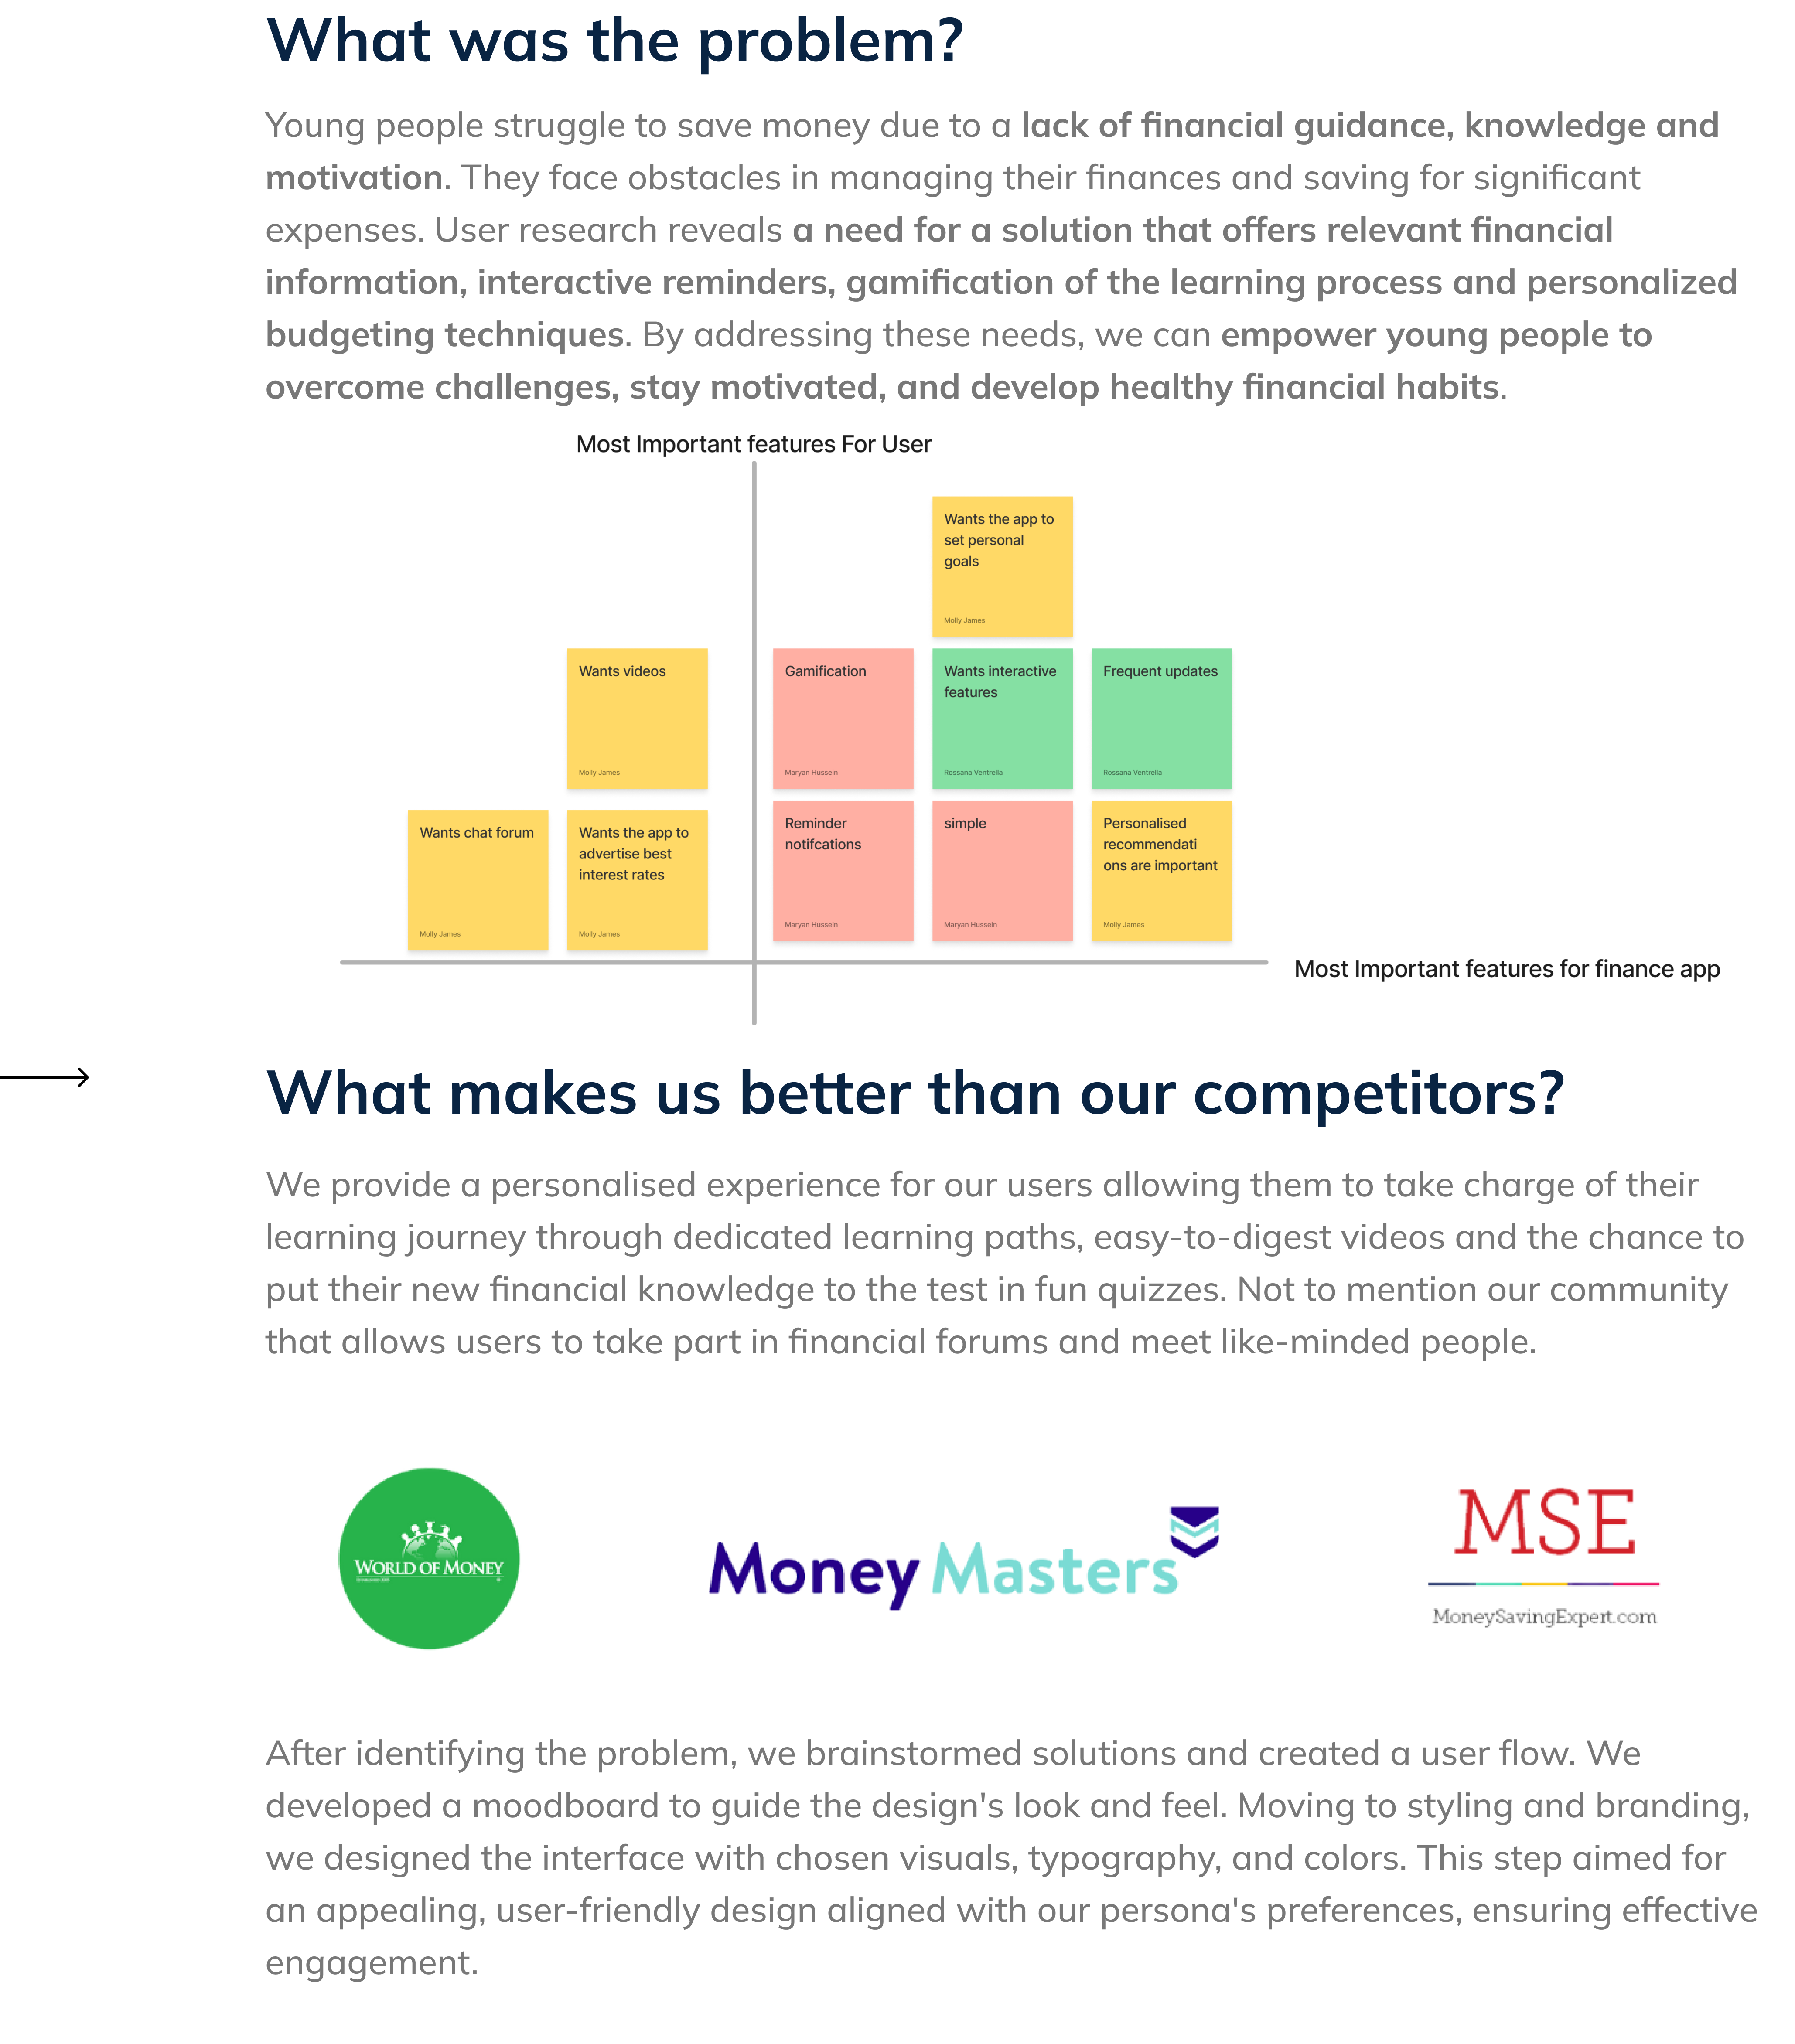 What was the problem?
Young people struggle to save money due to a lack of financial guidance, knowledge and
motivation. They face obstacles in managing their finances and saving for significant
expenses. User research reveals a need for a solution that offers relevant financial
information, interactive reminders, gamification of the learning process and personalized
budgeting techniques. By addressing these needs, we can empower young people to
overcome challenges, stay motivated, and develop healthy financial habits.
Most Important features For User
Wants the app to
set personal
goals
Molly James
Wants videos
Molly James
Gamification
Maryan Hussein
Wants interactive
features
Rossana Ventrella
Frequent updates
Rossana Ventrella
Wants chat forum
Molly James
Wants the app to
advertise best
interest rates
Molly James
Reminder
notifcations
Maryan Hussein
simple
Maryan Hussein
Personalised
recommendati
ons are important
Molly James
Most Important features for finance app
What makes us better than our competitors?
We provide a personalised experience for our users allowing them to take charge of their
learning journey through dedicated learning paths, easy-to-digest videos and the chance to
put their new financial knowledge to the test in fun quizzes. Not to mention our community
that allows users to take part in financial forums and meet like-minded people.
WORLD OF MONEY
Money Masters
MSE
MoneySavingExpert.com
After identifying the problem, we brainstormed solutions and created a user flow. We
developed a moodboard to guide the design's look and feel. Moving to styling and branding,
we designed the interface with chosen visuals, typography, and colors. This step aimed for
an appealing, user-friendly design aligned with our persona's preferences, ensuring effective
engagement.